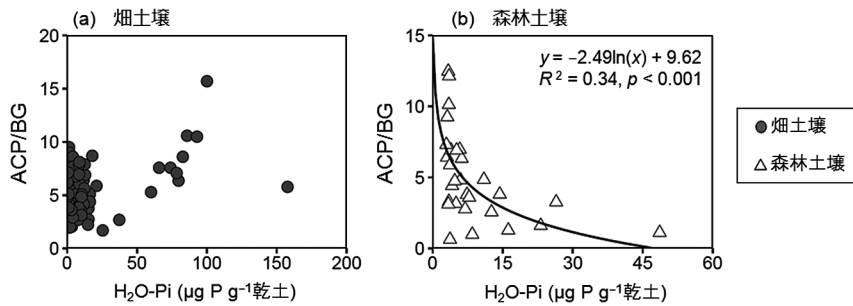 (a) 畑土壌
20
15
10
5
0
ACP/BG
0 50 100 150 200
H₂O-Pi (µg P g⁻¹乾土)
(b) 森林土壌
y = −2.49ln(x) + 9.62
R² = 0.34, p < 0.001
15
10
5
0
ACP/BG
0 15 30 45 60
H₂O-Pi (µg P g⁻¹乾土)
畑土壌
森林土壌